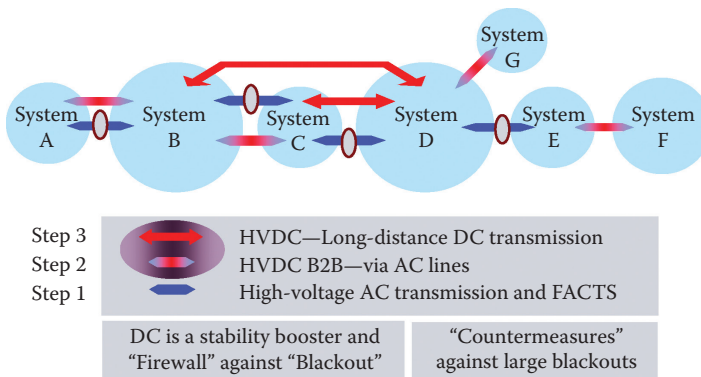 System
G
System
A
System
B
System
C
System
D
System
E
System
F
Step 3 HVDC—Long-distance DC transmission
Step 2 HVDC B2B—via AC lines
Step 1 High-voltage AC transmission and FACTS
DC is a stability booster and
“Firewall” against “Blackout”
“Countermeasures”
against large blackouts